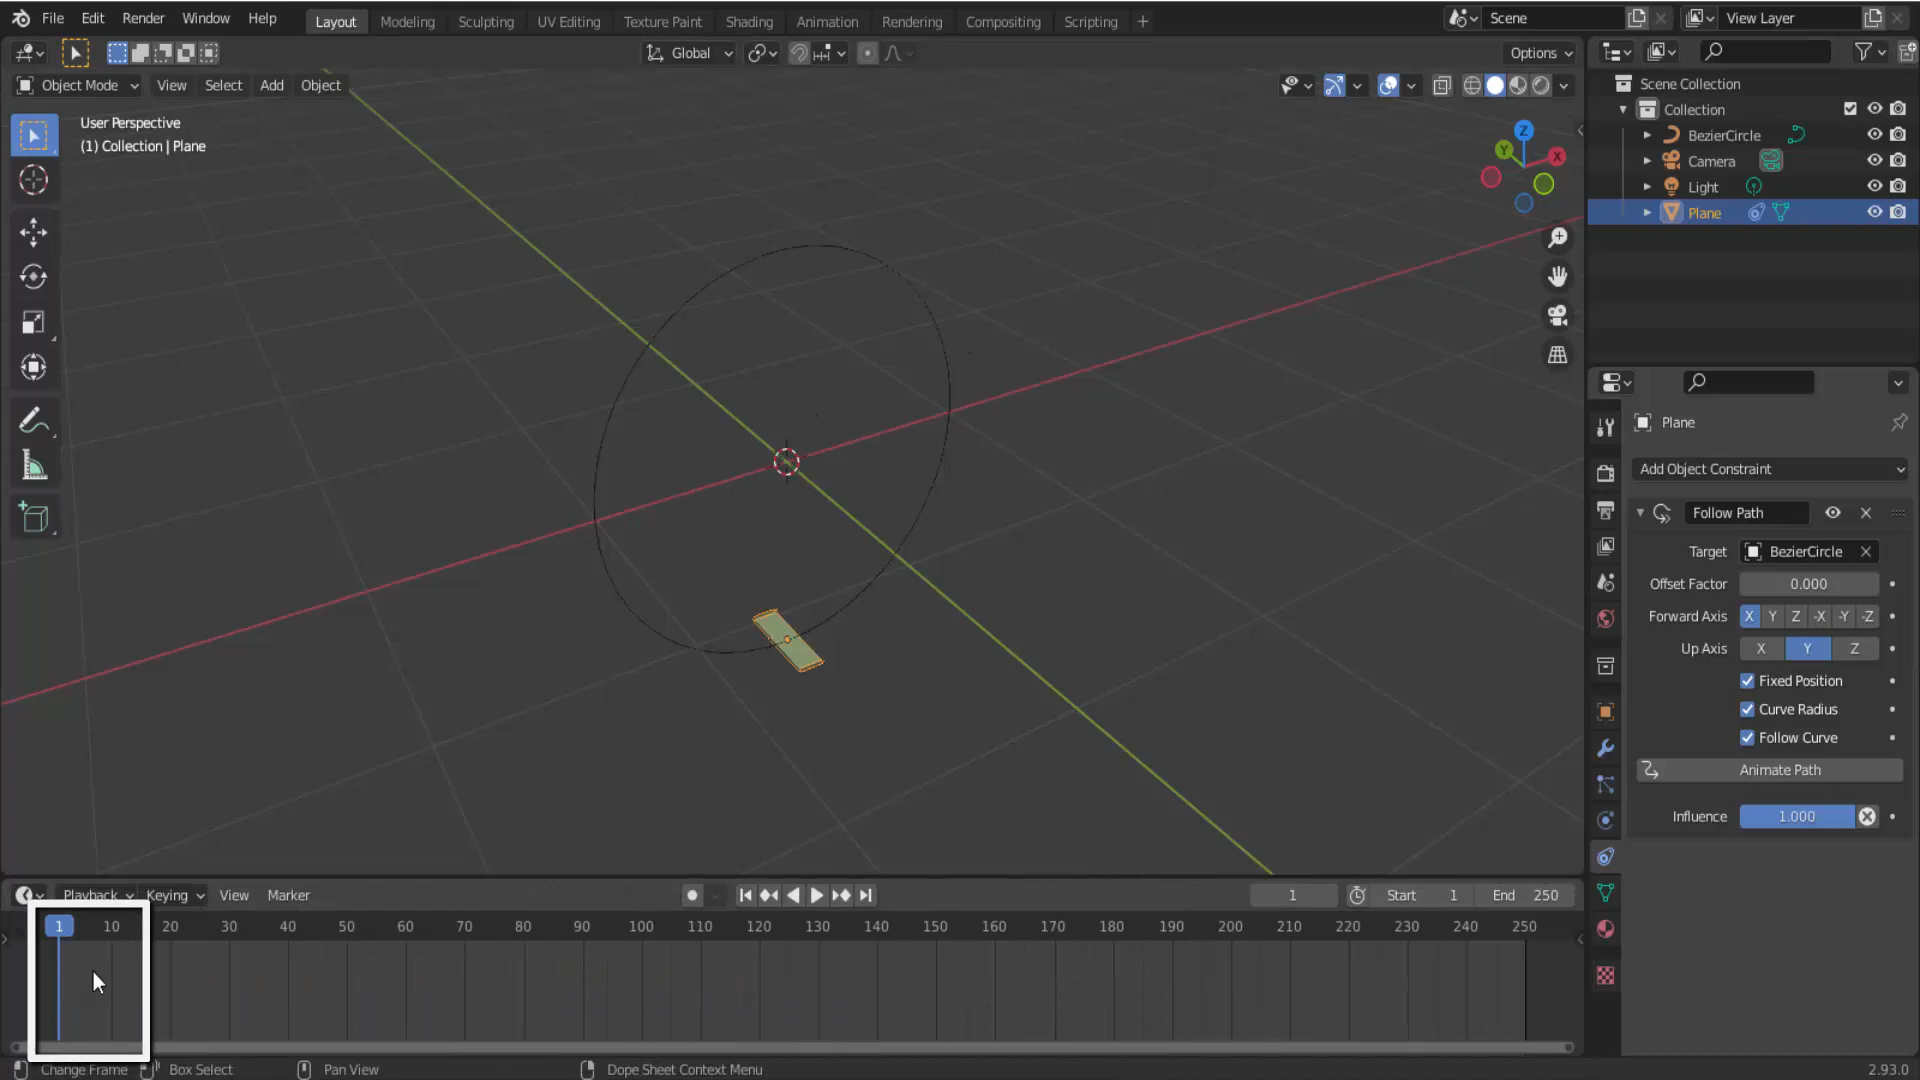 File Edit Render Window Help Layout Modeling Sculpting UV Editing Texture Paint Shading Animation Rendering Compositing Scripting + Scene View Layer
Global Options
Object Mode View Select Add Object
User Perspective
(1) Collection | Plane
Z
Y
X
Scene Collection
Collection
BezierCircle
Camera
Light
Plane
Plane
Add Object Constraint
Follow Path
Target BezierCircle
Offset Factor 0.000
Forward Axis X Y Z -X -Y -Z
Up Axis X Y Z
Fixed Position
Curve Radius
Follow Curve
Animate Path
Influence 1.000
Playback Keying View Marker 1 Start 1 End 250
1 10 20 30 40 50 60 70 80 90 100 110 120 130 140 150 160 170 180 190 200 210 220 230 240 250
Change Frame Box Select Pan View Dope Sheet Context Menu 2.93.0